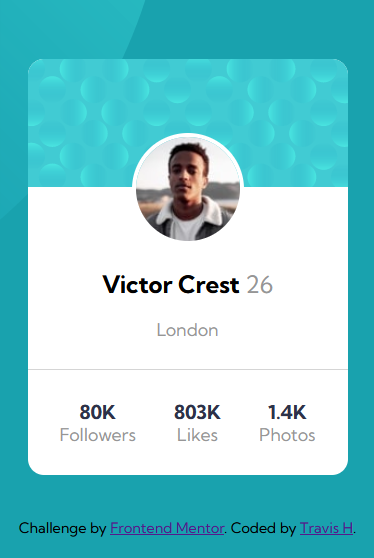 Victor Crest 26
London
80K 803K 1.4K
Followers Likes Photos
Challenge by Frontend Mentor. Coded by Travis H.